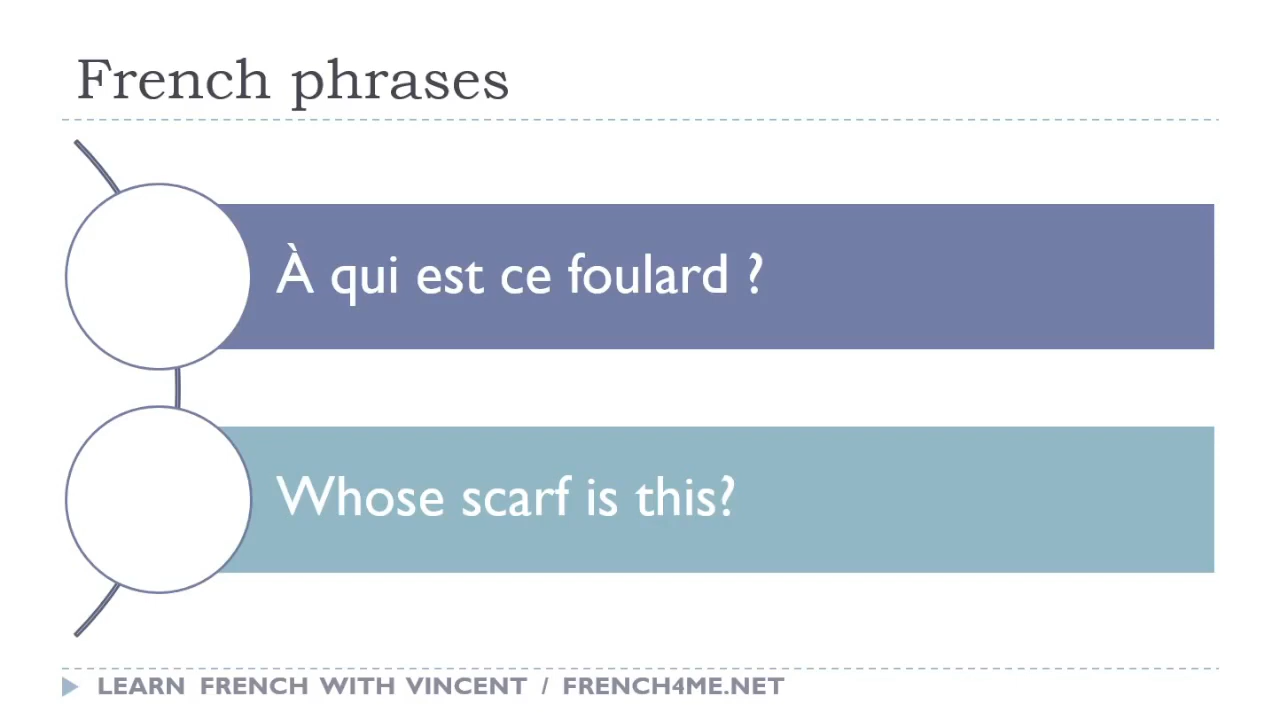 French phrases
À qui est ce foulard ?
Whose scarf is this?
LEARN FRENCH WITH VINCENT / FRENCH4ME.NET